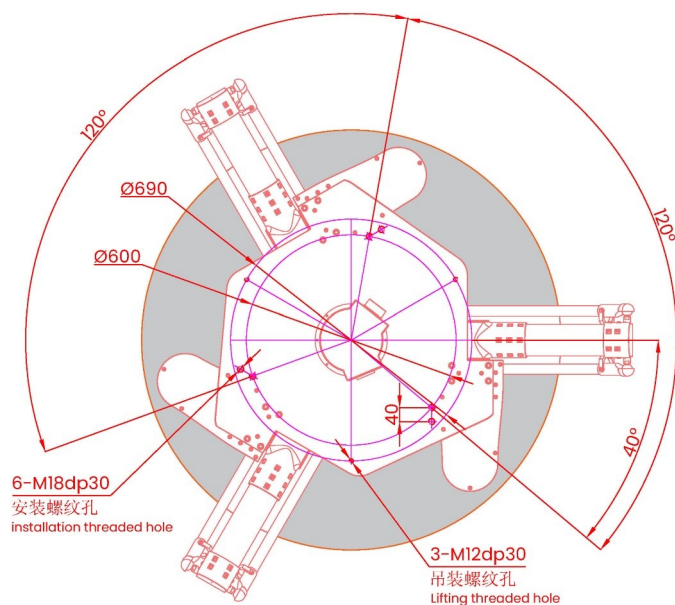 120°
Ø690
120°
Ø600
40
40°
6-M18dp30
安装螺纹孔
installation threaded hole
3-M12dp30
吊装螺纹孔
Lifting threaded hole